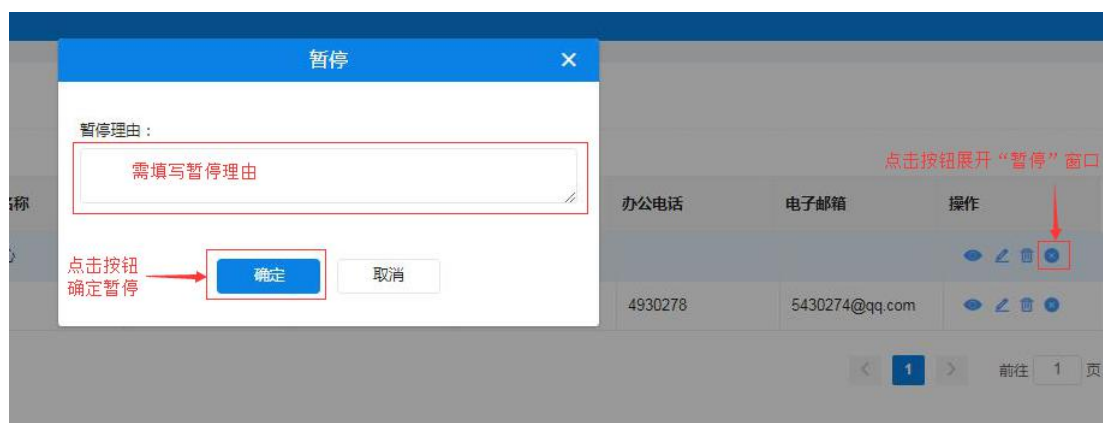 暂停
暂停理由：
需填写暂停理由
点击按钮展开“暂停”窗口
称 办公电话 电子邮箱 操作
点击按钮
确定暂停
确定 取消
4930278 5430274@qq.com
1 前往 1 页